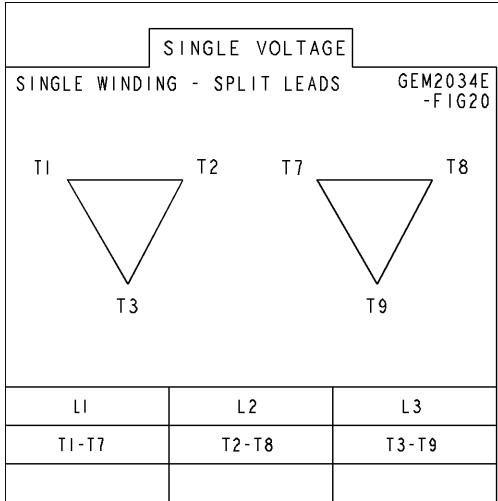 SINGLE VOLTAGE
SINGLE WINDING - SPLIT LEADS
GEM2034E
-FIG20
T1 T2 T7 T8
T3 T9
L1 L2 L3
T1-T7 T2-T8 T3-T9